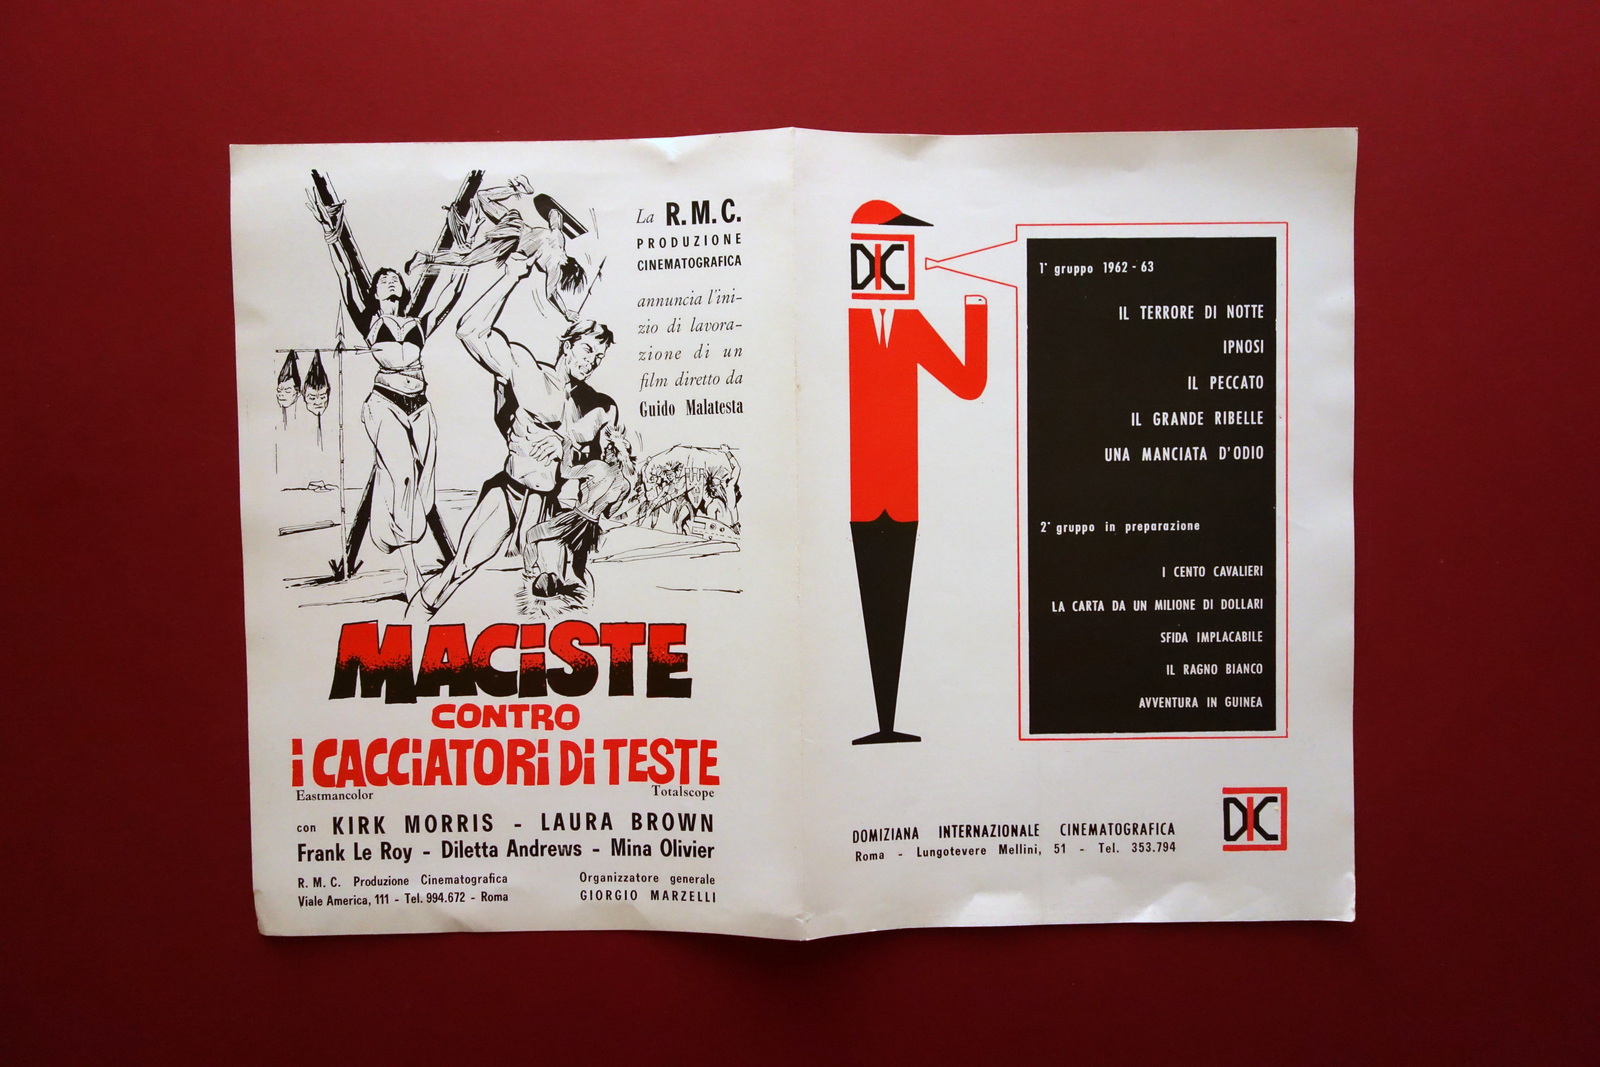 La R.M.C.
PRODUZIONE
CINEMATOGRAFICA
annuncia l'ini-
zio di lavora-
zione di un
film diretto da
Guido Malatesta
MACiSTE
CONTRO
i CACCiATORi Di TESTE
Eastmancolor Totalscope
con KIRK MORRIS - LAURA BROWN
Frank Le Roy - Diletta Andrews - Mina Olivier
R. M. C. Produzione Cinematografica
Viale America, 111 - Tel. 994.672 - Roma
Organizzatore generale
GIORGIO MARZELLI
DIC
1° gruppo 1962 - 63
IL TERRORE DI NOTTE
IPNOSI
IL PECCATO
IL GRANDE RIBELLE
UNA MANCIATA D'ODIO
2° gruppo in preparazione
I CENTO CAVALIERI
LA CARTA DA UN MILIONE DI DOLLARI
SFIDA IMPLACABILE
IL RAGNO BIANCO
AVVENTURA IN GUINEA
DIC
DOMIZIANA INTERNAZIONALE CINEMATOGRAFICA
Roma - Lungotevere Mellini, 51 - Tel. 353.794